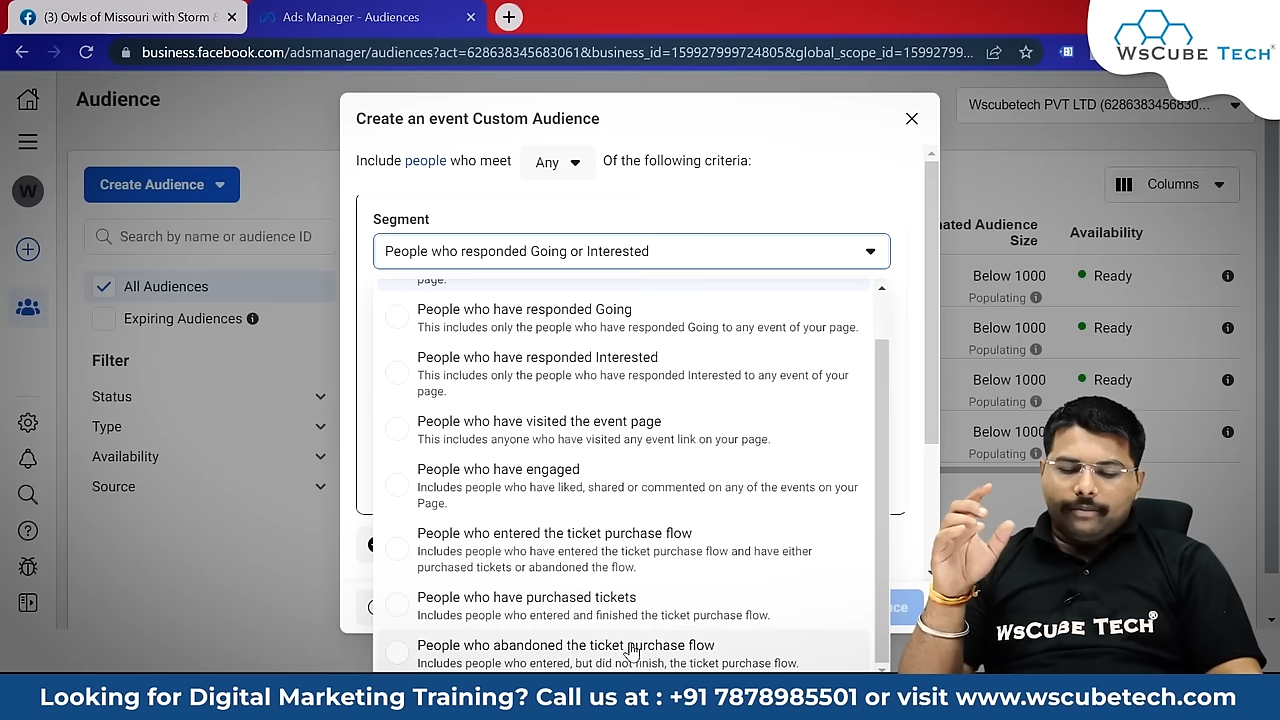 (3) Owls of Missouri with Storm &
Ads Manager - Audiences
business.facebook.com/adsmanager/audiences?act=628638345683061&business_id=159927999724805&global_scope_id=15992799...
WsCube Tech®
Audience
Wscubetech PVT LTD (6286383456830...
Create Audience
Search by name or audience ID
All Audiences
Expiring Audiences
Filter
Status
Type
Availability
Source
W
Create an event Custom Audience
Include people who meet Any Of the following criteria:
Segment
People who responded Going or Interested
page.
People who have responded Going
This includes only the people who have responded Going to any event of your page.
People who have responded Interested
This includes only the people who have responded Interested to any event of your
page.
People who have visited the event page
This includes anyone who have visited any event link on your page.
People who have engaged
Includes people who have liked, shared or commented on any of the events on your
Page.
People who entered the ticket purchase flow
Includes people who have entered the ticket purchase flow and have either
purchased tickets or abandoned the flow.
People who have purchased tickets
Includes people who entered and finished the ticket purchase flow.
People who abandoned the ticket purchase flow
Includes people who entered, but did not finish, the ticket purchase flow.
nce
Columns
ated Audience
Size
Availability
Below 1000
Ready
Populating
Below 1000
Ready
Populating
Below 1000
Ready
Populating
Below 1000
Populating
WsCube Tech®
Looking for Digital Marketing Training? Call us at : +91 7878985501 or visit www.wscubetech.com